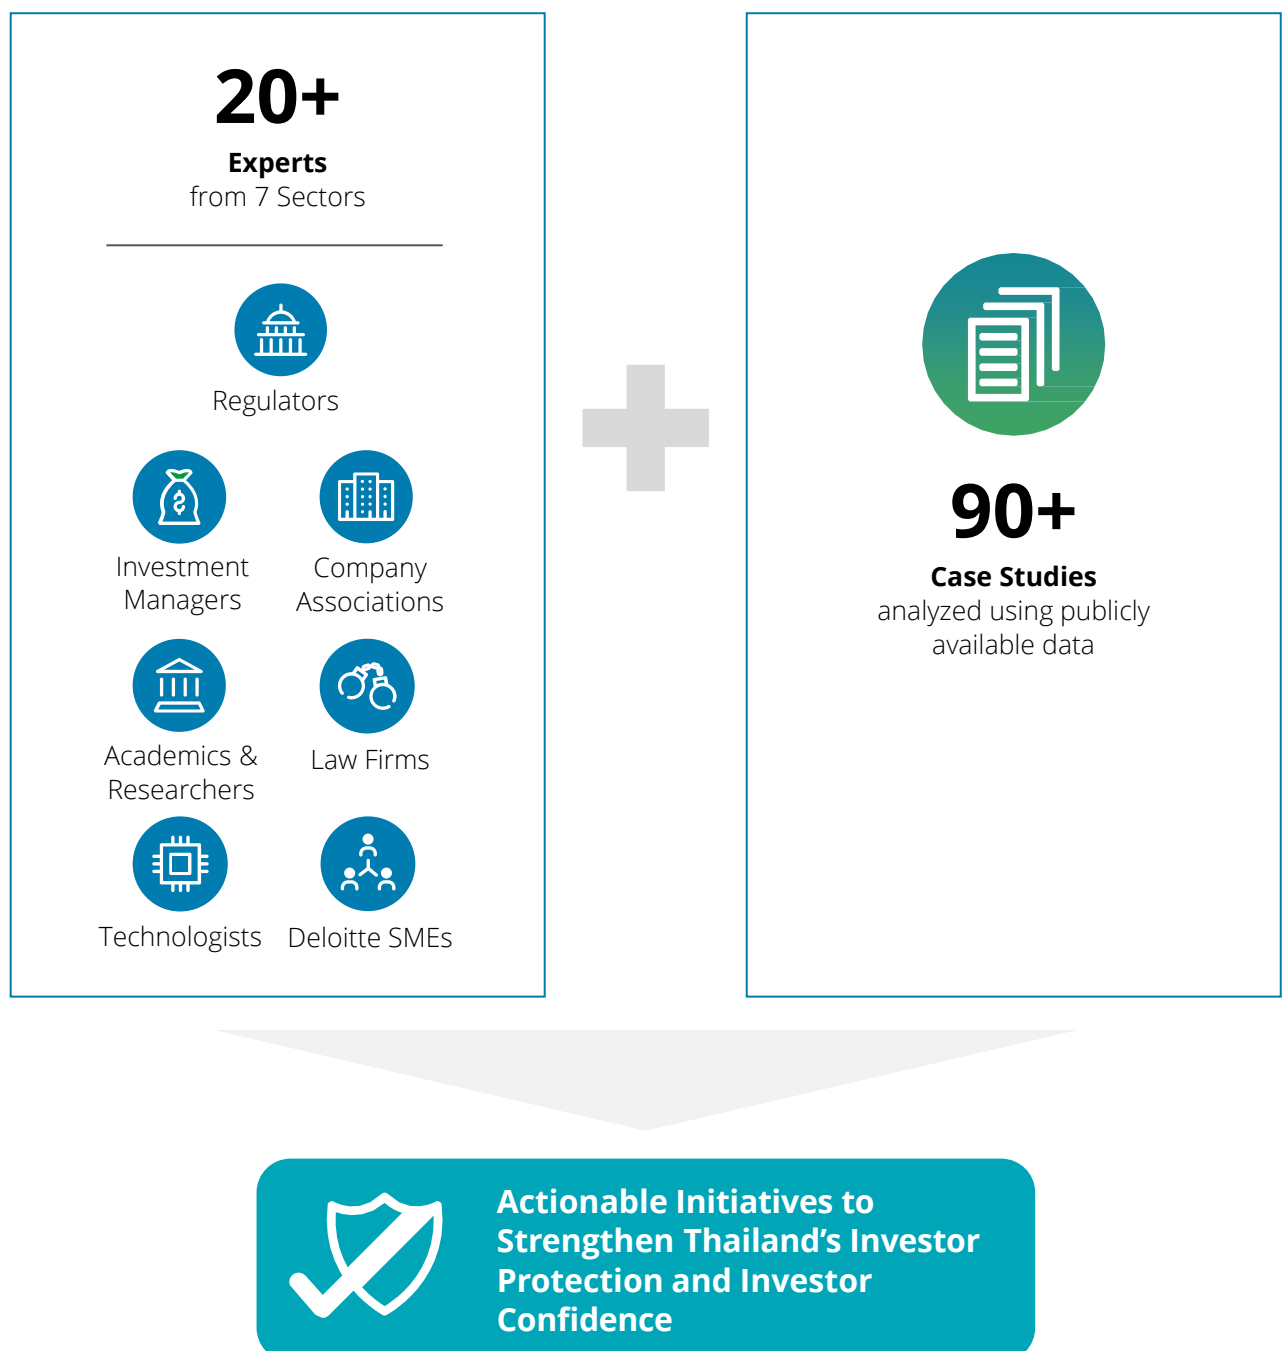 20+
Experts
from 7 Sectors
Regulators
Investment
Managers
Company
Associations
Academics &
Researchers
Law Firms
Technologists
Deloitte SMEs
90+
Case Studies
analyzed using publicly
available data
Actionable Initiatives to
Strengthen Thailand’s Investor
Protection and Investor
Confidence